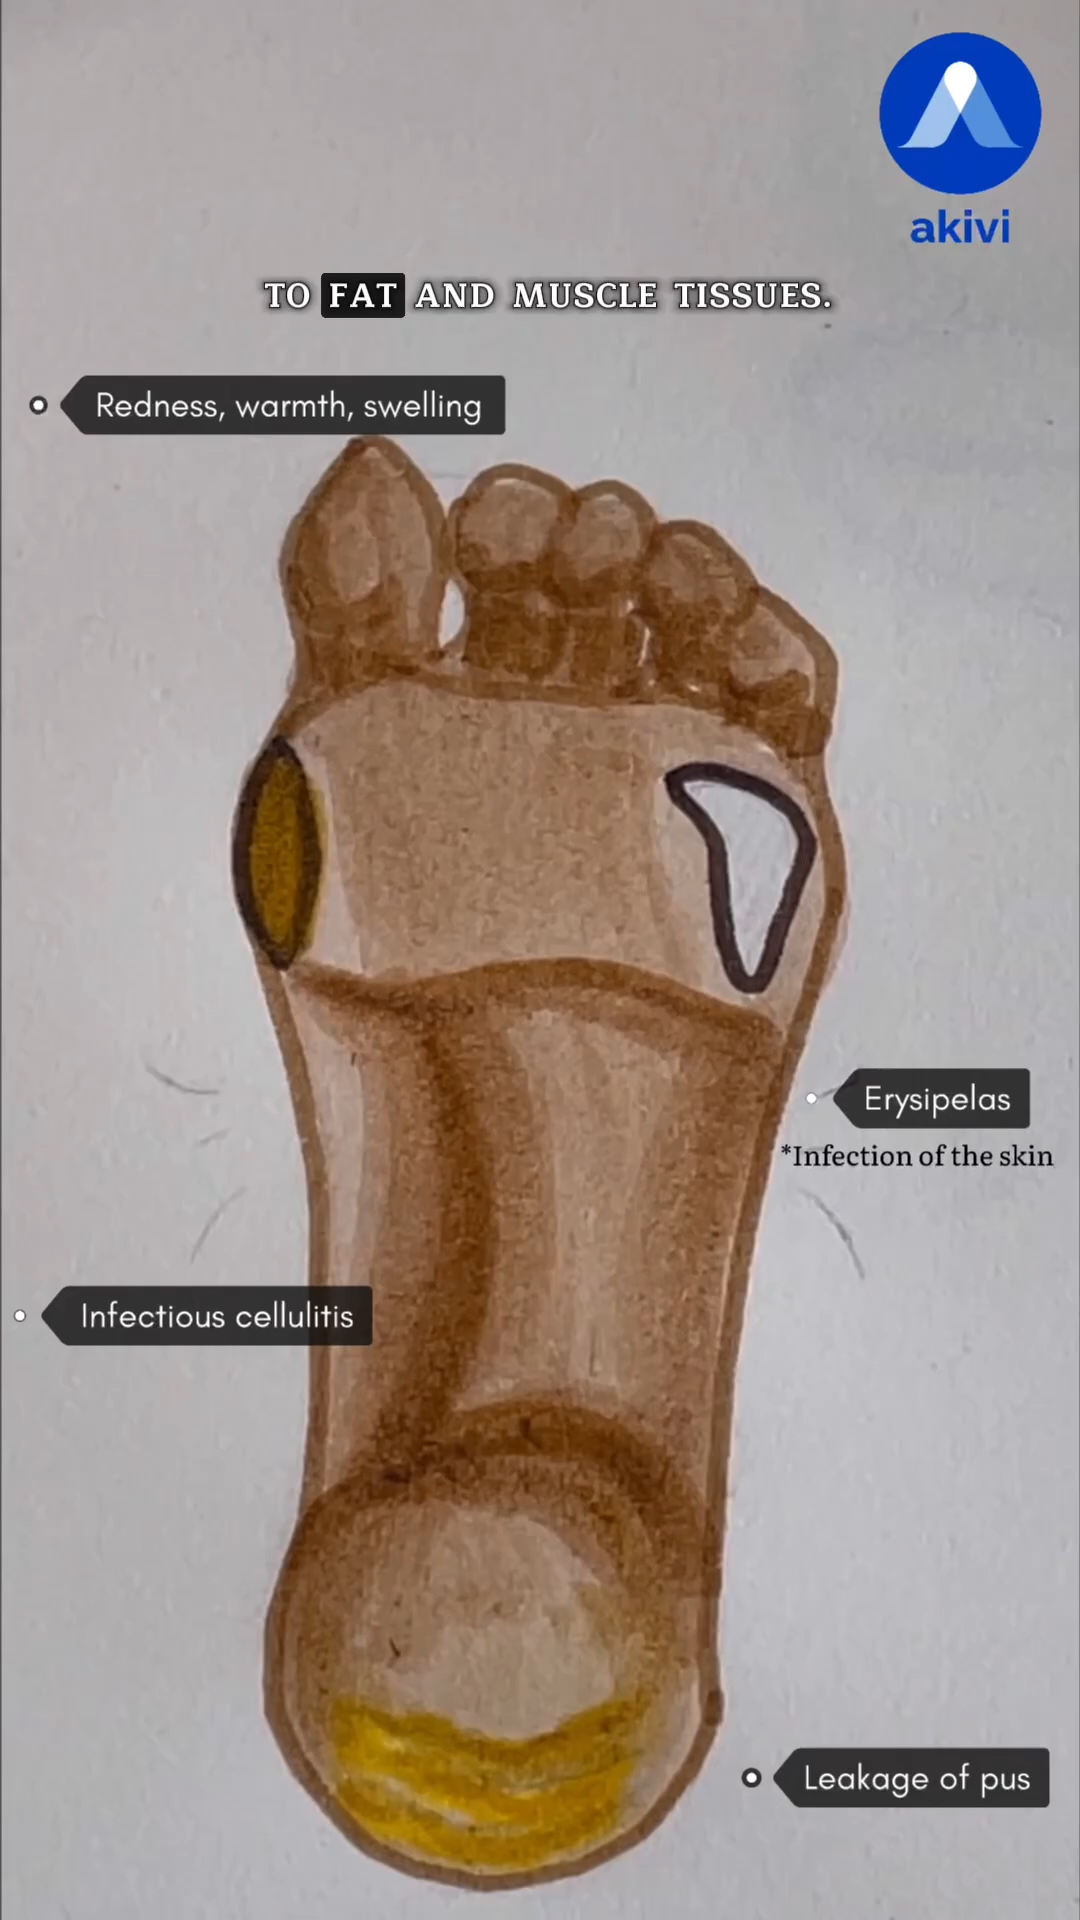 akivi
TO FAT AND MUSCLE TISSUES.
Redness, warmth, swelling
Erysipelas
*Infection of the skin
Infectious cellulitis
Leakage of pus